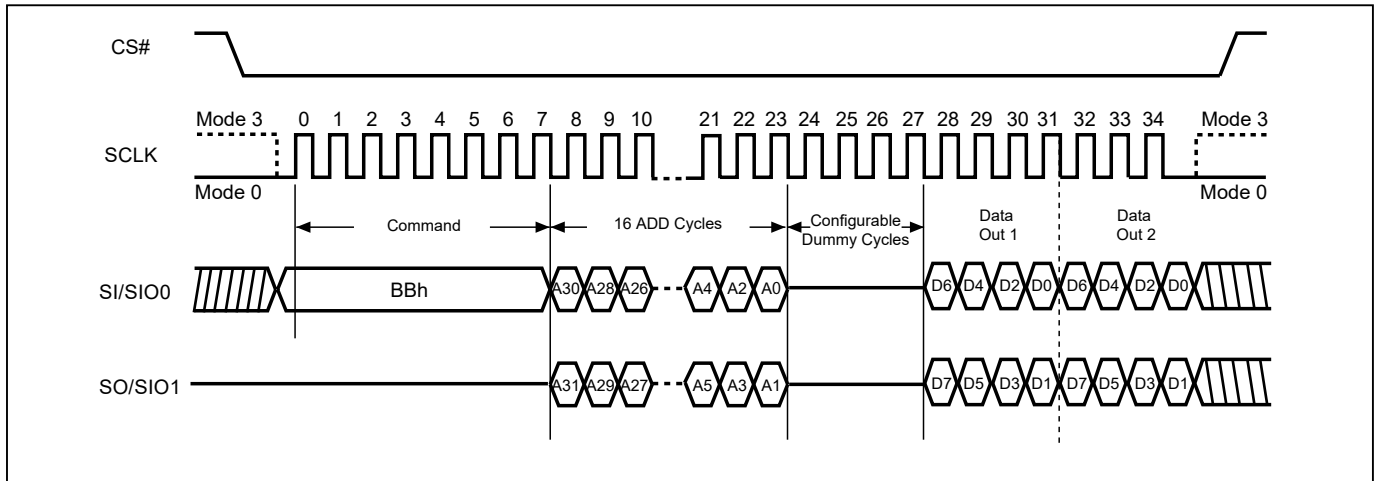 CS#
Mode 3 0 1 2 3 4 5 6 7 8 9 10 21 22 23 24 25 26 27 28 29 30 31 32 33 34 Mode 3
SCLK
Mode 0 Mode 0
Command 16 ADD Cycles Configurable Dummy Cycles Data Out 1 Data Out 2
SI/SIO0 BBh A30 A28 A26 A4 A2 A0 D6 D4 D2 D0 D6 D4 D2 D0
SO/SIO1 A31 A29 A27 A5 A3 A1 D7 D5 D3 D1 D7 D5 D3 D1